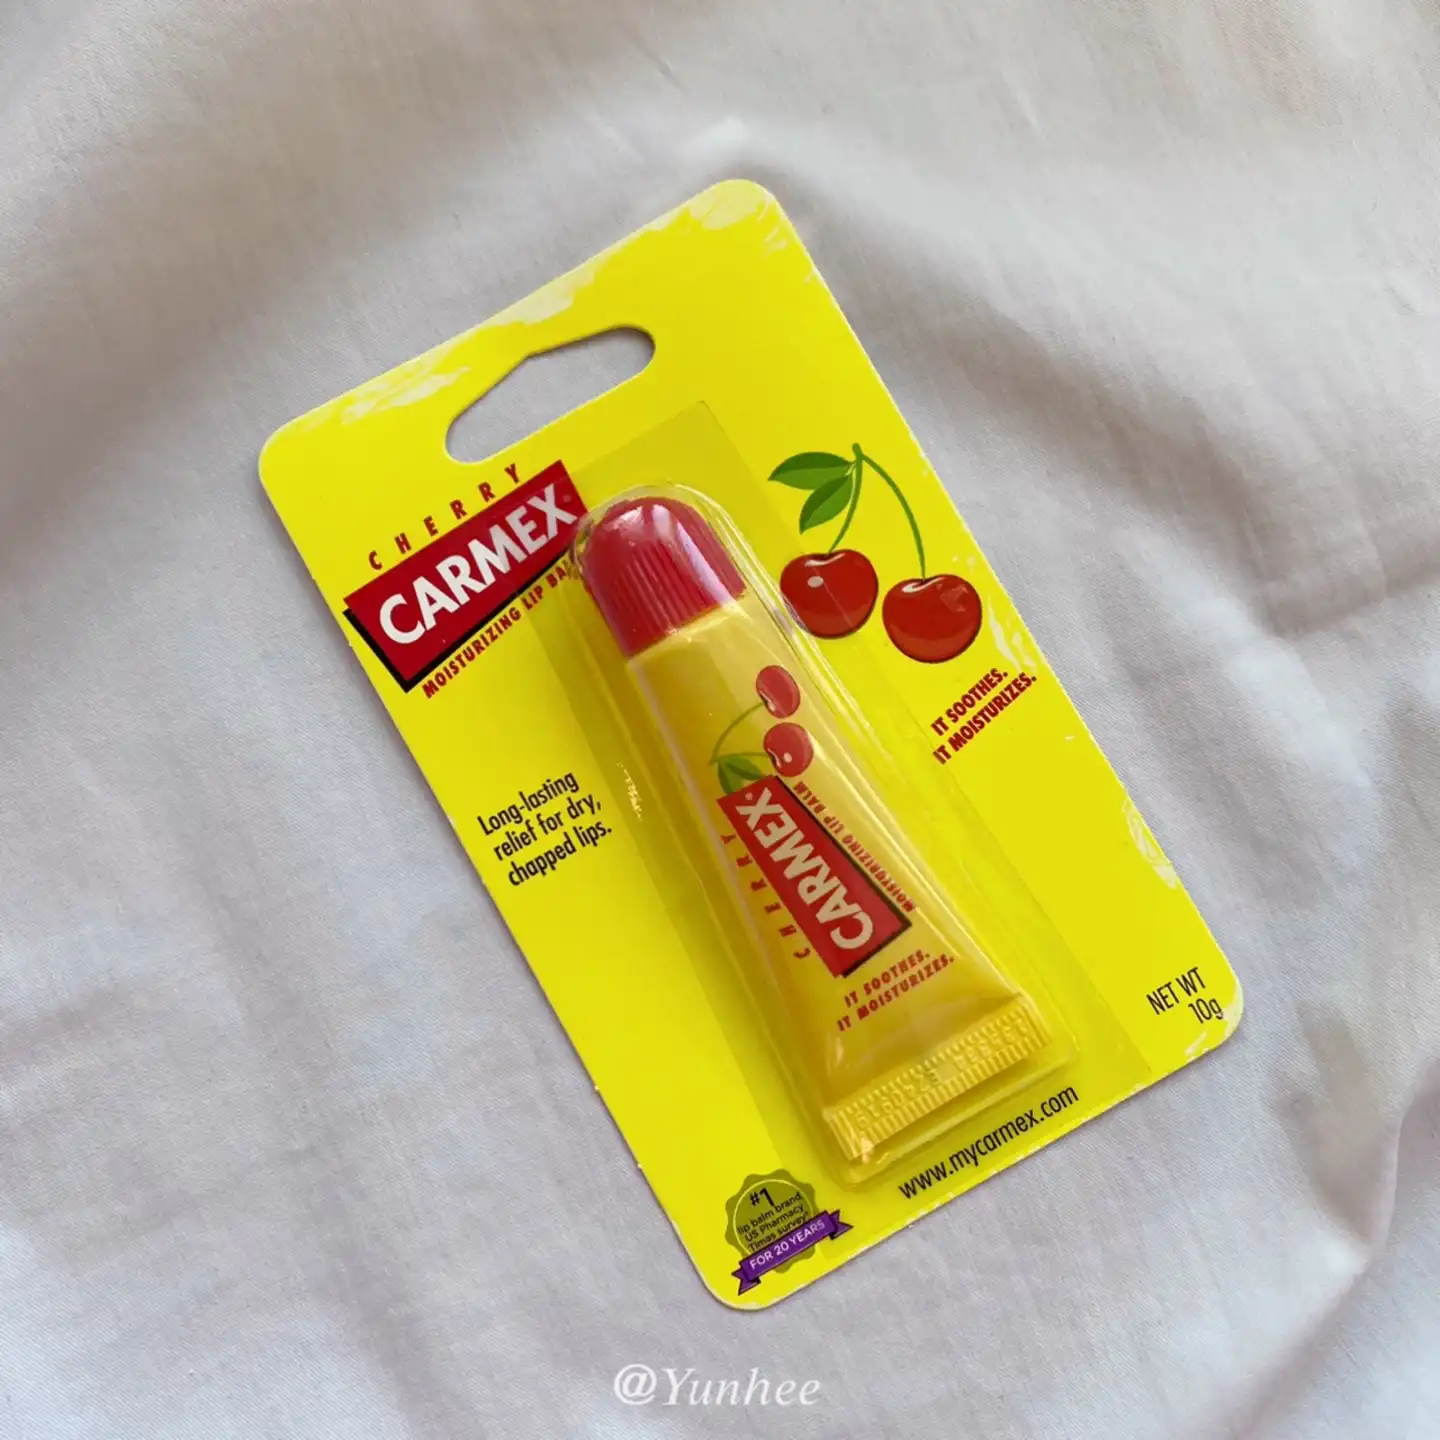 CHERRY
CARMEX
MOISTURIZING LIP BA
IT SOOTHES.
IT MOISTURIZES.
Long-lasting
relief for dry,
chapped lips.
CHERRY
CARMEX
MOISTURIZING LIP BALM
IT SOOTHES.
IT MOISTURIZES.
NET WT
10g
www.mycarmex.com
#1
lip balm brand
US Pharmacy
Times survey*
FOR 20 YEARS
@Yunhee